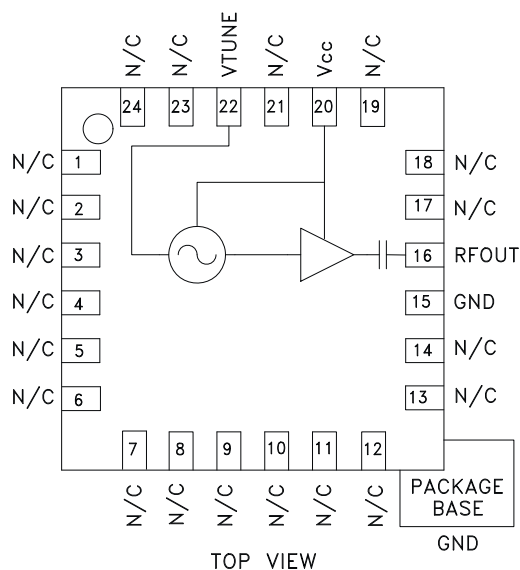 N/C N/C VTUNE N/C Vcc N/C
24 23 22 21 20 19
N/C 1 18 N/C
N/C 2 17 N/C
N/C 3 16 RFOUT
N/C 4 15 GND
N/C 5 14 N/C
N/C 6 13 N/C
7 8 9 10 11 12
N/C N/C N/C N/C N/C N/C
PACKAGE
BASE
GND
TOP VIEW